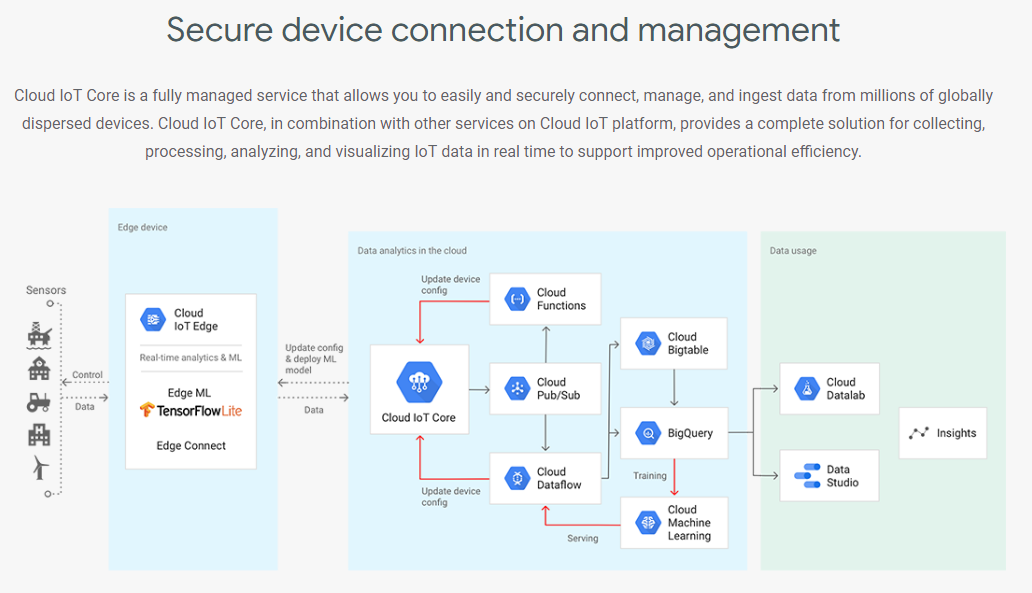 Secure device connection and management
Cloud IoT Core is a fully managed service that allows you to easily and securely connect, manage, and ingest data from millions of globally
dispersed devices. Cloud IoT Core, in combination with other services on Cloud IoT platform, provides a complete solution for collecting,
processing, analyzing, and visualizing IoT data in real time to support improved operational efficiency.
Sensors
Control
Data
Edge device
Cloud
IoT Edge
Real-time analytics & ML
Edge ML
TensorFlowLite
Edge Connect
Update config
& deploy ML
model
Data
Data analytics in the cloud
Update device
config
Cloud
Functions
Cloud IoT Core
Cloud
Pub/Sub
Cloud
Dataflow
Update device
config
Cloud
Bigtable
BigQuery
Training
Cloud
Machine
Learning
Serving
Data usage
Cloud
Datalab
Data
Studio
Insights